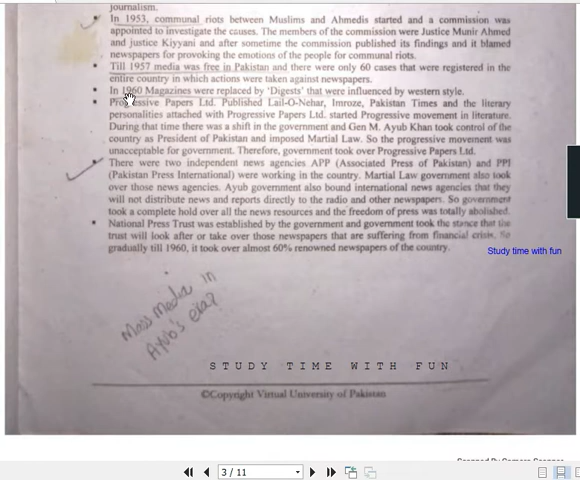 journalism.
• In 1953, communal riots between Muslims and Ahmedis started and a commission was
appointed to investigate the causes. The members of the commission were Justice Munir Ahmed
and justice Kiyyani and after sometime the commission published its findings and it blamed
newspapers for provoking the emotions of the people for communal riots.
• Till 1957 media was free in Pakistan and there were only 60 cases that were registered in the
entire country in which actions were taken against newspapers.
• In 1960 Magazines were replaced by 'Digests' that were influenced by western style.
• Progressive Papers Ltd. Published Lail-O-Nehar, Imroze, Pakistan Times and the literary
personalities attached with Progressive Papers Ltd. started Progressive movement in literature.
During that time there was a shift in the government and Gen M. Ayub Khan took control of the
country as President of Pakistan and imposed Martial Law. So the progressive movement was
unacceptable for government. Therefore, government took over Progressive Papers Ltd.
• There were two independent news agencies APP (Associated Press of Pakistan) and PPI
(Pakistan Press International) were working in the country. Martial Law government also took
over those news agencies. Ayub government also bound international news agencies that they
will not distribute news and reports directly to the radio and other newspapers. So government
took a complete hold over all the news resources and the freedom of press was totally abolished.
• National Press Trust was established by the government and government took the stance that the
trust will look after or take over those newspapers that are suffering from financial crisis. So
gradually till 1960, it took over almost 60% renowned newspapers of the country.
Study time with fun
Mass media in
Ayub's era?
STUDY TIME WITH FUN
©Copyright Virtual University of Pakistan
3 / 11